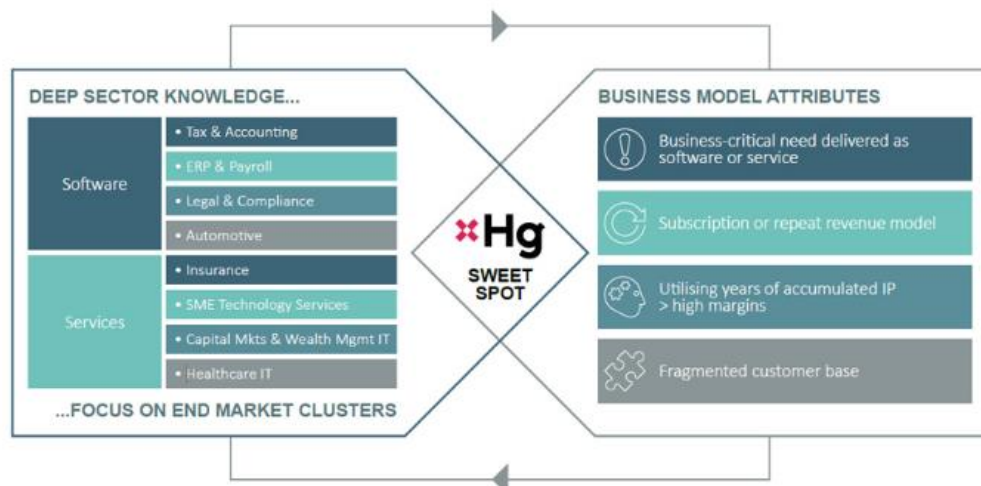 DEEP SECTOR KNOWLEDGE...
Software
• Tax & Accounting
• ERP & Payroll
• Legal & Compliance
• Automotive
Services
• Insurance
• SME Technology Services
• Capital Mkts & Wealth Mgmt IT
• Healthcare IT
...FOCUS ON END MARKET CLUSTERS
Hg
SWEET
SPOT
BUSINESS MODEL ATTRIBUTES
Business-critical need delivered as
software or service
Subscription or repeat revenue model
Utilising years of accumulated IP
> high margins
Fragmented customer base